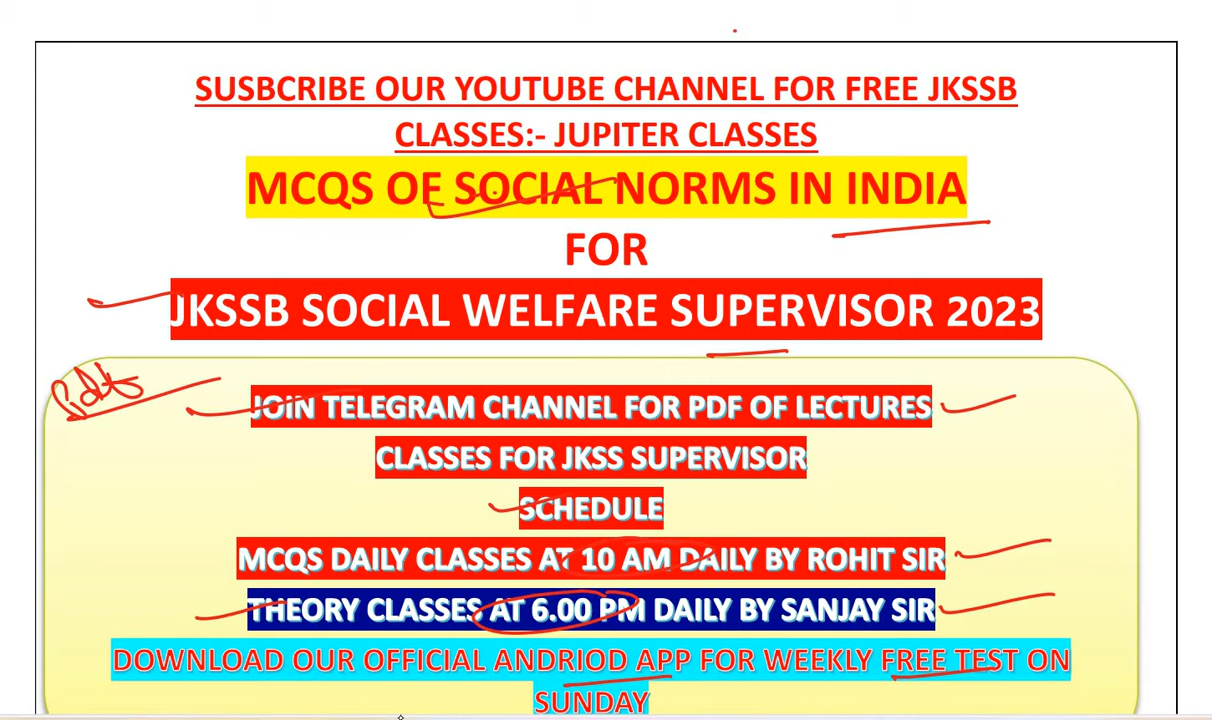 SUSBCRIBE OUR YOUTUBE CHANNEL FOR FREE JKSSB
CLASSES:- JUPITER CLASSES
MCQS OF SOCIAL NORMS IN INDIA
FOR
JKSSB SOCIAL WELFARE SUPERVISOR 2023
Pdf
JOIN TELEGRAM CHANNEL FOR PDF OF LECTURES
CLASSES FOR JKSS SUPERVISOR
SCHEDULE
MCQS DAILY CLASSES AT 10 AM DAILY BY ROHIT SIR
THEORY CLASSES AT 6.00 PM DAILY BY SANJAY SIR
DOWNLOAD OUR OFFICIAL ANDRIOD APP FOR WEEKLY FREE TEST ON
SUNDAY